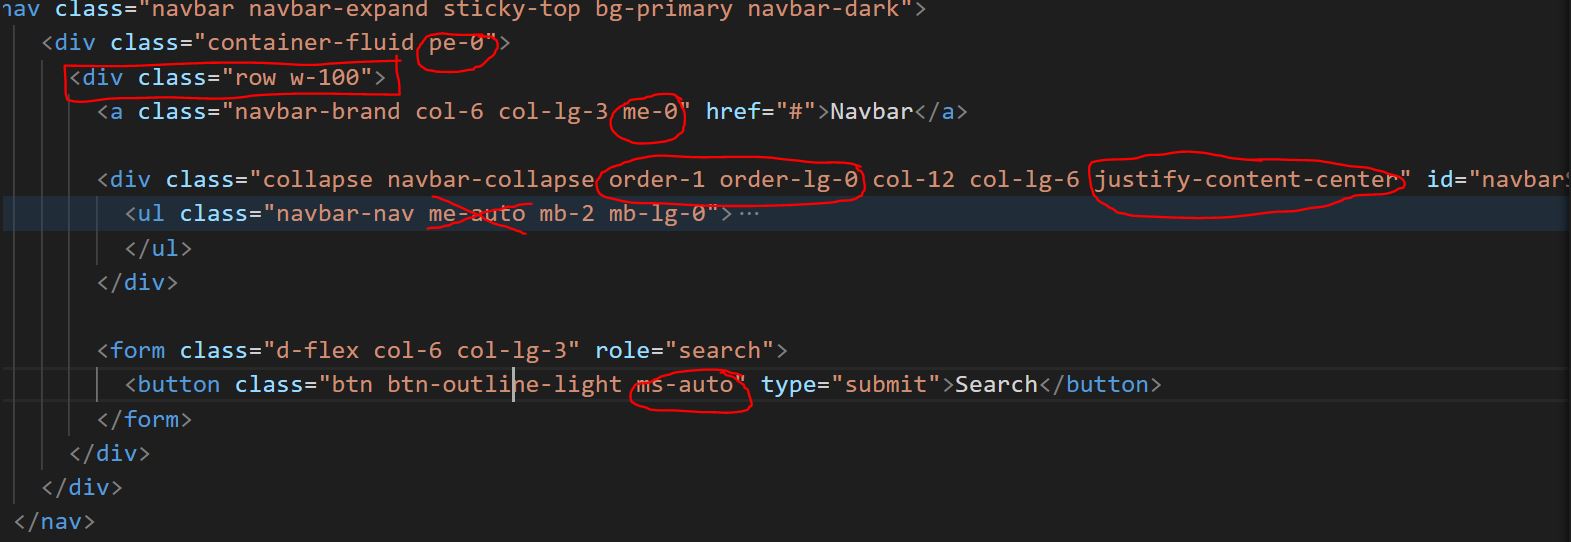 nav class="navbar navbar-expand sticky-top bg-primary navbar-dark">
<div class="container-fluid pe-0">
<div class="row w-100">
<a class="navbar-brand col-6 col-lg-3 me-0" href="#">Navbar</a>
<div class="collapse navbar-collapse order-1 order-lg-0 col-12 col-lg-6 justify-content-center" id="navbarS
<ul class="navbar-nav me-auto mb-2 mb-lg-0">…
</ul>
</div>
<form class="d-flex col-6 col-lg-3" role="search">
<button class="btn btn-outline-light ms-auto" type="submit">Search</button>
</form>
</div>
</div>
</nav>